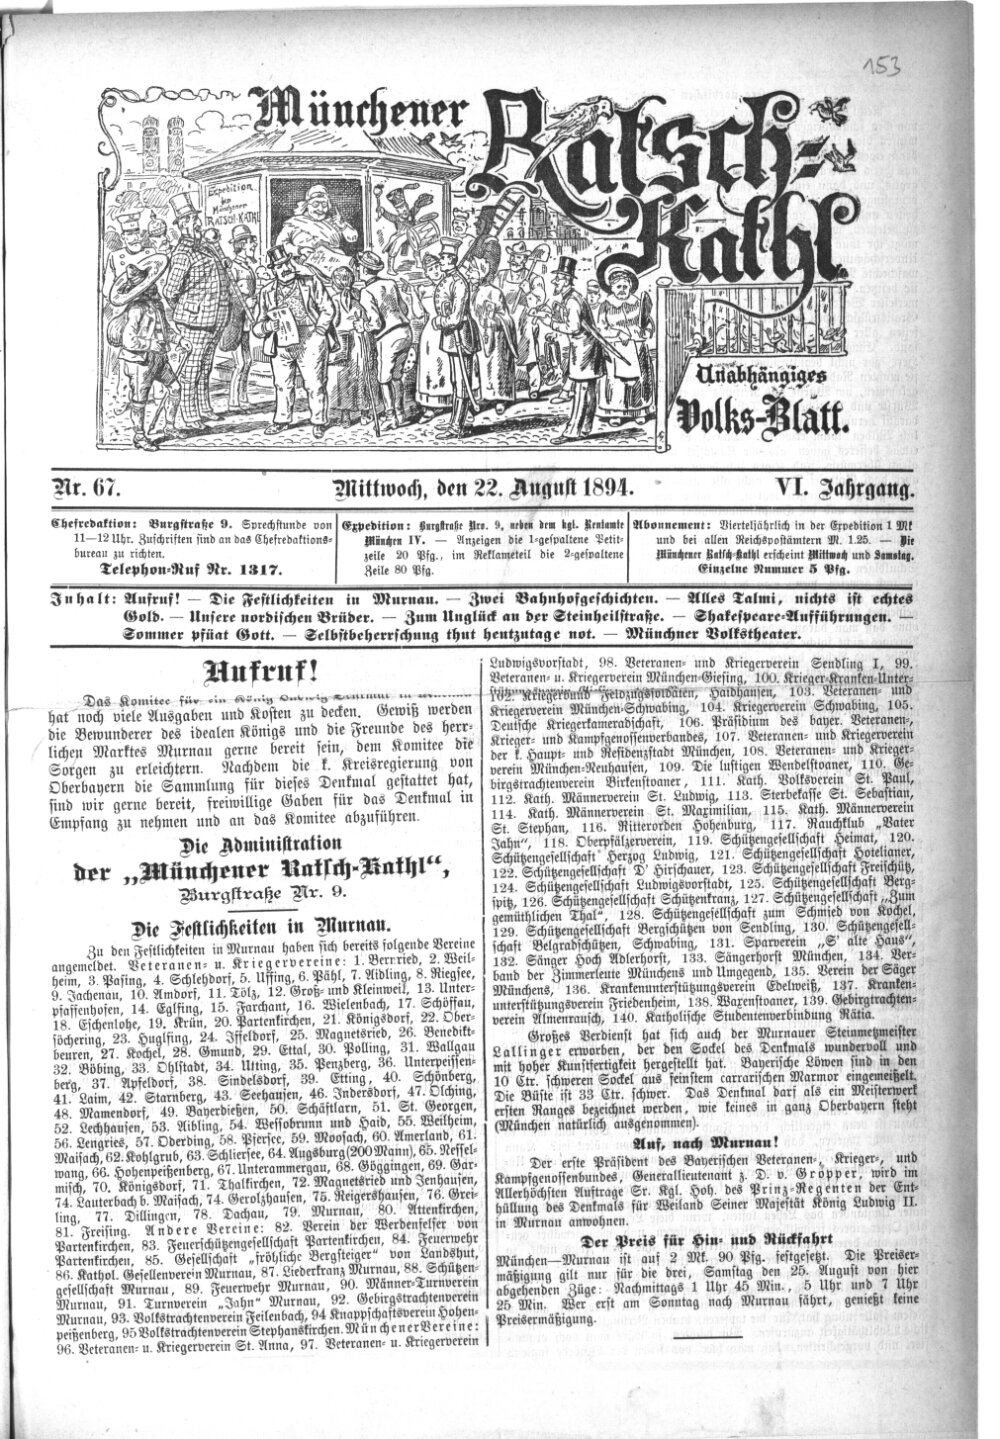 153
Münchener
Ratsch-
Kathl
Expedition
der
Münchener
RATSCH-KATHL
Unabhängiges
Volks-Blatt.
Nr. 67. Mittwoch, den 22. August 1894. VI. Jahrgang.
Chefredaktion: Burgstraße 9. Sprechstunde von
11—12 Uhr. Zuschriften sind an das Chefredaktions-
bureau zu richten.
Telephon-Ruf Nr. 1317.
Expedition: Burgstraße Nro. 9, neben dem kgl. Rentamte
München IV. — Anzeigen die 1-gespaltene Petit-
zeile 20 Pfg., im Reklameteil die 2-gespaltene
Zeile 80 Pfg.
Abonnement: Vierteljährlich in der Expedition 1 Mk
und bei allen Reichspostämtern M. 1.25. — Die
Münchener Ratsch-Kathl erscheint Mittwoch und Samstag.
Einzelne Nummer 5 Pfg.
Inhalt: Aufruf! — Die Festlichkeiten in Murnau. — Zwei Bahnhofgeschichten. — Alles Talmi, nichts ist echtes
Gold. — Unsere nordischen Brüder. — Zum Unglück an der Steinheilstraße. — Shakespeare-Aufführungen. —
Sommer pfüat Gott. — Selbstbeherrschung thut heutzutage not. — Münchner Volkstheater.
Aufruf!
Das Komitee für ein König Ludwig Denkmal in
hat noch viele Ausgaben und Kosten zu decken. Gewiß werden
die Bewunderer des idealen Königs und die Freunde des herr-
lichen Marktes Murnau gerne bereit sein, dem Komitee die
Sorgen zu erleichtern. Nachdem die k. Kreisregierung von
Oberbayern die Sammlung für dieses Denkmal gestattet hat,
sind wir gerne bereit, freiwillige Gaben für das Denkmal in
Empfang zu nehmen und an das Komitee abzuführen.
Die Administration
der „Münchener Ratsch-Kathl“,
Burgstraße Nr. 9.
Die Festlichkeiten in Murnau.
Zu den Festlichkeiten in Murnau haben sich bereits folgende Vereine
angemeldet. Veteranen- u. Kriegervereine: 1. Bernried, 2. Weil-
heim, 3. Pasing, 4. Schlehdorf, 5. Uffing, 6. Pähl, 7. Aidling, 8. Riegsee,
9. Jachenau, 10. Amdorf, 11. Tölz, 12. Groß- und Kleinweil, 13. Unter-
pfaffenhofen, 14. Eglfing, 15. Farchant, 16. Wielenbach, 17. Schöffau,
18. Eschenlohe, 19. Krün, 20. Partenkirchen, 21. Königsdorf, 22. Ober-
söchering, 23. Huglfing, 24. Iffeldorf, 25. Magnetsried, 26. Benedikt-
beuren, 27. Kochel, 28. Gmund, 29. Ettal, 30. Polling, 31. Wallgau
32. Böbing, 33. Ohlstadt, 34. Utting, 35. Penzberg, 36. Unterpeissen-
berg, 37. Apfeldorf, 38. Sindelsdorf, 39. Etting, 40. Schönberg,
41. Laim, 42. Starnberg, 43. Seehausen, 46. Indersdorf, 47. Olching,
48. Mamendorf, 49. Bayerdießen, 50. Schäftlarn, 51. St. Georgen,
52. Lechhausen, 53. Aibling, 54. Wessobrunn und Haid, 55. Weilheim,
56. Lengries, 57. Oderding, 58. Pfersee, 59. Moosach, 60. Amerland, 61.
Maisach, 62. Kohlgrub, 63. Schliersee, 64. Augsburg (200 Mann), 65. Nessel-
wang, 66. Hohenpeißenberg, 67. Unterammergau, 68. Göggingen, 69. Gar-
misch, 70. Königsdorf, 71. Thalkirchen, 72. Magnetsried und Jenhausen,
74. Lauterbach b. Maisach, 74. Gerolzhausen, 75. Reigershausen, 76. Grei-
ling, 77. Dillingen, 78. Dachau, 79. Murnau, 80. Attenkirchen,
81. Freising. Andere Vereine: 82. Verein der Werdenfelser von
Partenkirchen, 83. Feuerschützengesellschaft Partenkirchen, 84. Feuerwehr
Partenkirchen, 85. Gesellschaft „fröhliche Bergsteiger“ von Landshut,
86. Kathol. Gesellenverein Murnau, 87. Liederkranz Murnau, 88. Schützen-
gesellschaft Murnau, 89. Feuerwehr Murnau, 90. Männer-Turnverein
Murnau, 91. Turnverein „Jahn“ Murnau, 92. Gebirgstrachtenverein
Murnau, 93. Volkstrachtenverein Feilenbach, 94 Knappschaftsverein Hohen-
peißenberg, 95 Volkstrachtenverein Stephanskirchen. Münchner Vereine:
96. Veteranen- u. Kriegerverein St. Anna, 97. Veteranen- u. Kriegerverein
Ludwigsvorstadt, 98. Veteranen- und Kriegerverein Sendling I, 99.
Veteranen- u. Kriegerverein München-Giesing, 100. Krieger-Kranken-Unter-
102. Kriegerbund Feldzugssoldaten, Haidhausen, 103. Veteranen- und
Kriegerverein München-Schwabing, 104. Kriegerverein Schwabing, 105.
Deutsche Kriegerkameradschaft, 106. Präsidium des bayer. Veteranen-,
Krieger- und Kampfgenossenverbandes, 107. Veteranen- und Kriegerverein
der k. Haupt- und Residenzstadt München, 108. Veteranen- und Krieger-
verein München-Neuhausen, 109. Die lustigen Wendelstoaner, 110. Ge-
birgstrachtenverein Birkenstoaner, 111. Kath. Volksverein St. Paul,
112. Kath. Männerverein St. Ludwig, 113. Sterbekasse St. Sebastian,
114. Kath. Männerverein St. Maximilian, 115. Kath. Männerverein
St. Stephan, 116. Ritterorden Hohenburg, 117. Rauchklub „Vater
Jahn“, 118. Oberpfälzerverein, 119. Schützengesellschaft Heimat, 120.
Schützengesellschaft Herzog Ludwig, 121. Schützengesellschaft Hotelianer,
122. Schützengesellschaft D' Hirschauer, 123. Schützengesellschaft Freischütz,
124. Schützengesellschaft Ludwigsvorstadt, 125. Schützengesellschaft Berg-
spitz, 126. Schützengesellschaft Schützenkranz, 127. Schützengesellschaft „Zum
gemüthlichen Thal“, 128. Schützengesellschaft zum Schmied von Kochel,
129. Schützengesellschaft Bergschützen von Sendling, 130. Schützengesell-
schaft Belgradschützen, Schwabing, 131. Sparverein „S' alte Haus“,
132. Sänger Hoch Adlerhorst, 133. Sängerhorst München, 134. Ver-
band der Zimmerleute Münchens und Umgegend, 135. Verein der Säger
Münchens, 136. Krankenunterstützungsverein Edelweiß, 137. Kranken-
unterstützungsverein Friedenheim, 138. Waxenstoaner, 139. Gebirgtrachten-
verein Almenrausch, 140. Katholische Studentenverbindung Rätia.
Großes Verdienst hat sich auch der Murnauer Steinmetzmeister
Lallinger erworben, der den Sockel des Denkmals wundervoll und
mit hoher Kunstfertigkeit hergestellt hat. Bayerische Löwen sind in den
10 Ctr. schweren Sockel aus feinstem carrarischen Marmor eingemeißelt.
Die Büste ist 33 Ctr. schwer. Das Denkmal darf als ein Meisterwerk
ersten Ranges bezeichnet werden, wie keines in ganz Oberbayern steht
(München natürlich ausgenommen).
Auf, nach Murnau!
Der erste Präsident des Bayerischen Veteranen-, Krieger-, und
Kampfgenossenbundes, Generallieutenant z. D. v. Gropper, wird im
Allerhöchsten Auftrage Sr. Kgl. Hoh. des Prinz-Regenten der Ent-
hüllung des Denkmals für Weiland Seiner Majestät König Ludwig II.
in Murnau anwohnen.
Der Preis für Hin- und Rückfahrt
München—Murnau ist auf 2 Mk. 90 Pfg. festgesetzt. Die Preiser-
mäßigung gilt nur für die drei, Samstag den 25. August von hier
abgehenden Züge: Nachmittags 1 Uhr 45 Min., 5 Uhr und 7 Uhr
25 Min. Wer erst am Sonntag nach Murnau fährt, genießt keine
Preisermäßigung.